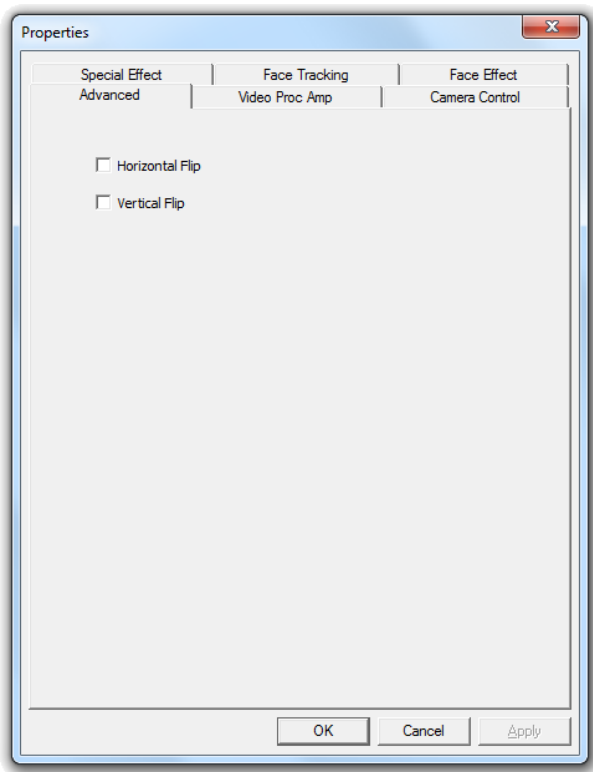 Properties
Special Effect Face Tracking Face Effect
Advanced Video Proc Amp Camera Control
Horizontal Flip
Vertical Flip
OK Cancel Apply